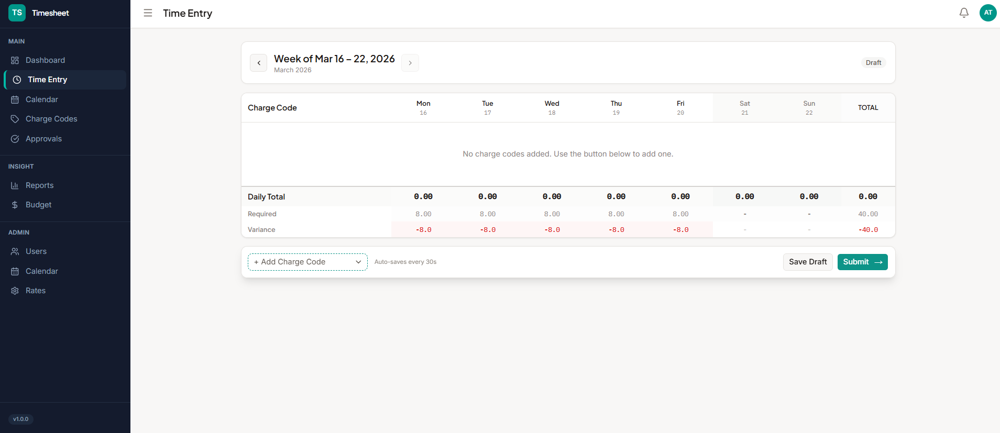 TS Timesheet
Time Entry
AT
MAIN
Dashboard
Time Entry
Calendar
Charge Codes
Approvals
INSIGHT
Reports
Budget
ADMIN
Users
Calendar
Rates
v1.0.0
Week of Mar 16 – 22, 2026
March 2026
Draft
Charge Code Mon Tue Wed Thu Fri Sat Sun TOTAL
16 17 18 19 20 21 22
No charge codes added. Use the button below to add one.
Daily Total 0.00 0.00 0.00 0.00 0.00 0.00 0.00 0.00
Required 8.00 8.00 8.00 8.00 8.00 - - 40.00
Variance -8.0 -8.0 -8.0 -8.0 -8.0 - - -40.0
+ Add Charge Code Auto-saves every 30s Save Draft Submit →